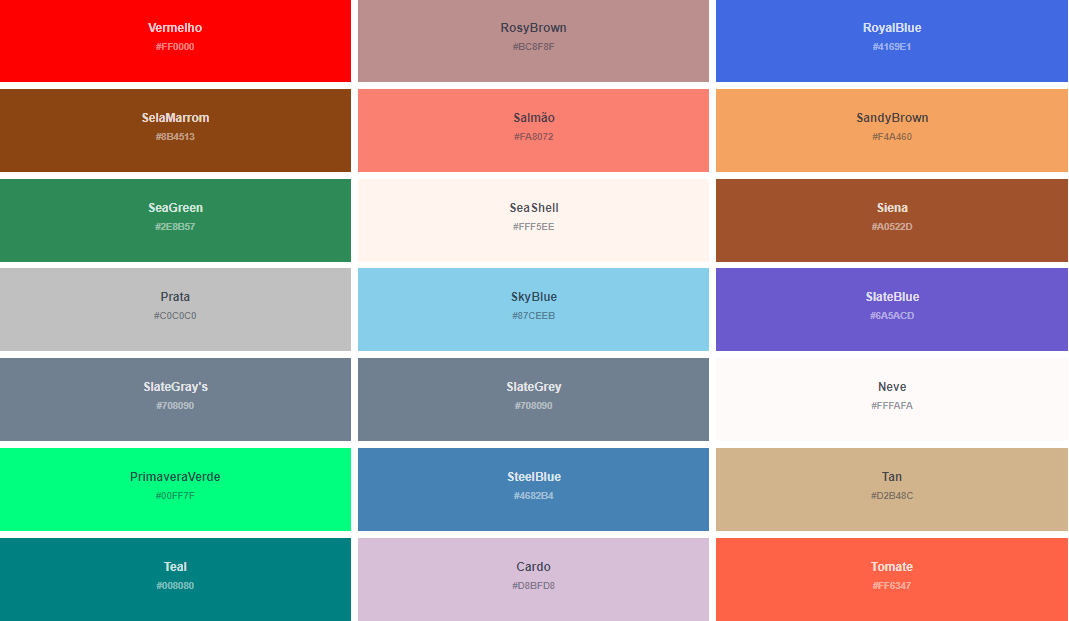 Vermelho
#FF0000
RosyBrown
#BC8F8F
RoyalBlue
#4169E1
SelaMarrom
#8B4513
Salmão
#FA8072
SandyBrown
#F4A460
SeaGreen
#2E8B57
SeaShell
#FFF5EE
Siena
#A0522D
Prata
#C0C0C0
SkyBlue
#87CEEB
SlateBlue
#6A5ACD
SlateGray's
#708090
SlateGrey
#708090
Neve
#FFFAFA
PrimaveraVerde
#00FF7F
SteelBlue
#4682B4
Tan
#D2B48C
Teal
#008080
Cardo
#D8BFD8
Tomate
#FF6347